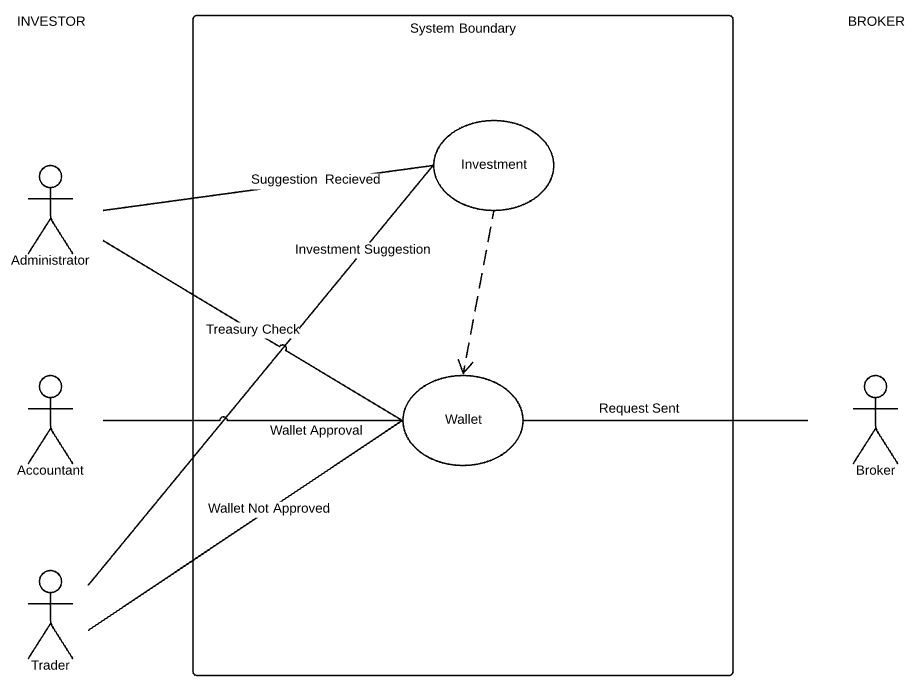 INVESTOR
System Boundary
BROKER
Investment
Suggestion Recieved
Investment Suggestion
Administrator
Treasury Check
Request Sent
Wallet
Wallet Approval
Accountant
Broker
Wallet Not Approved
Trader